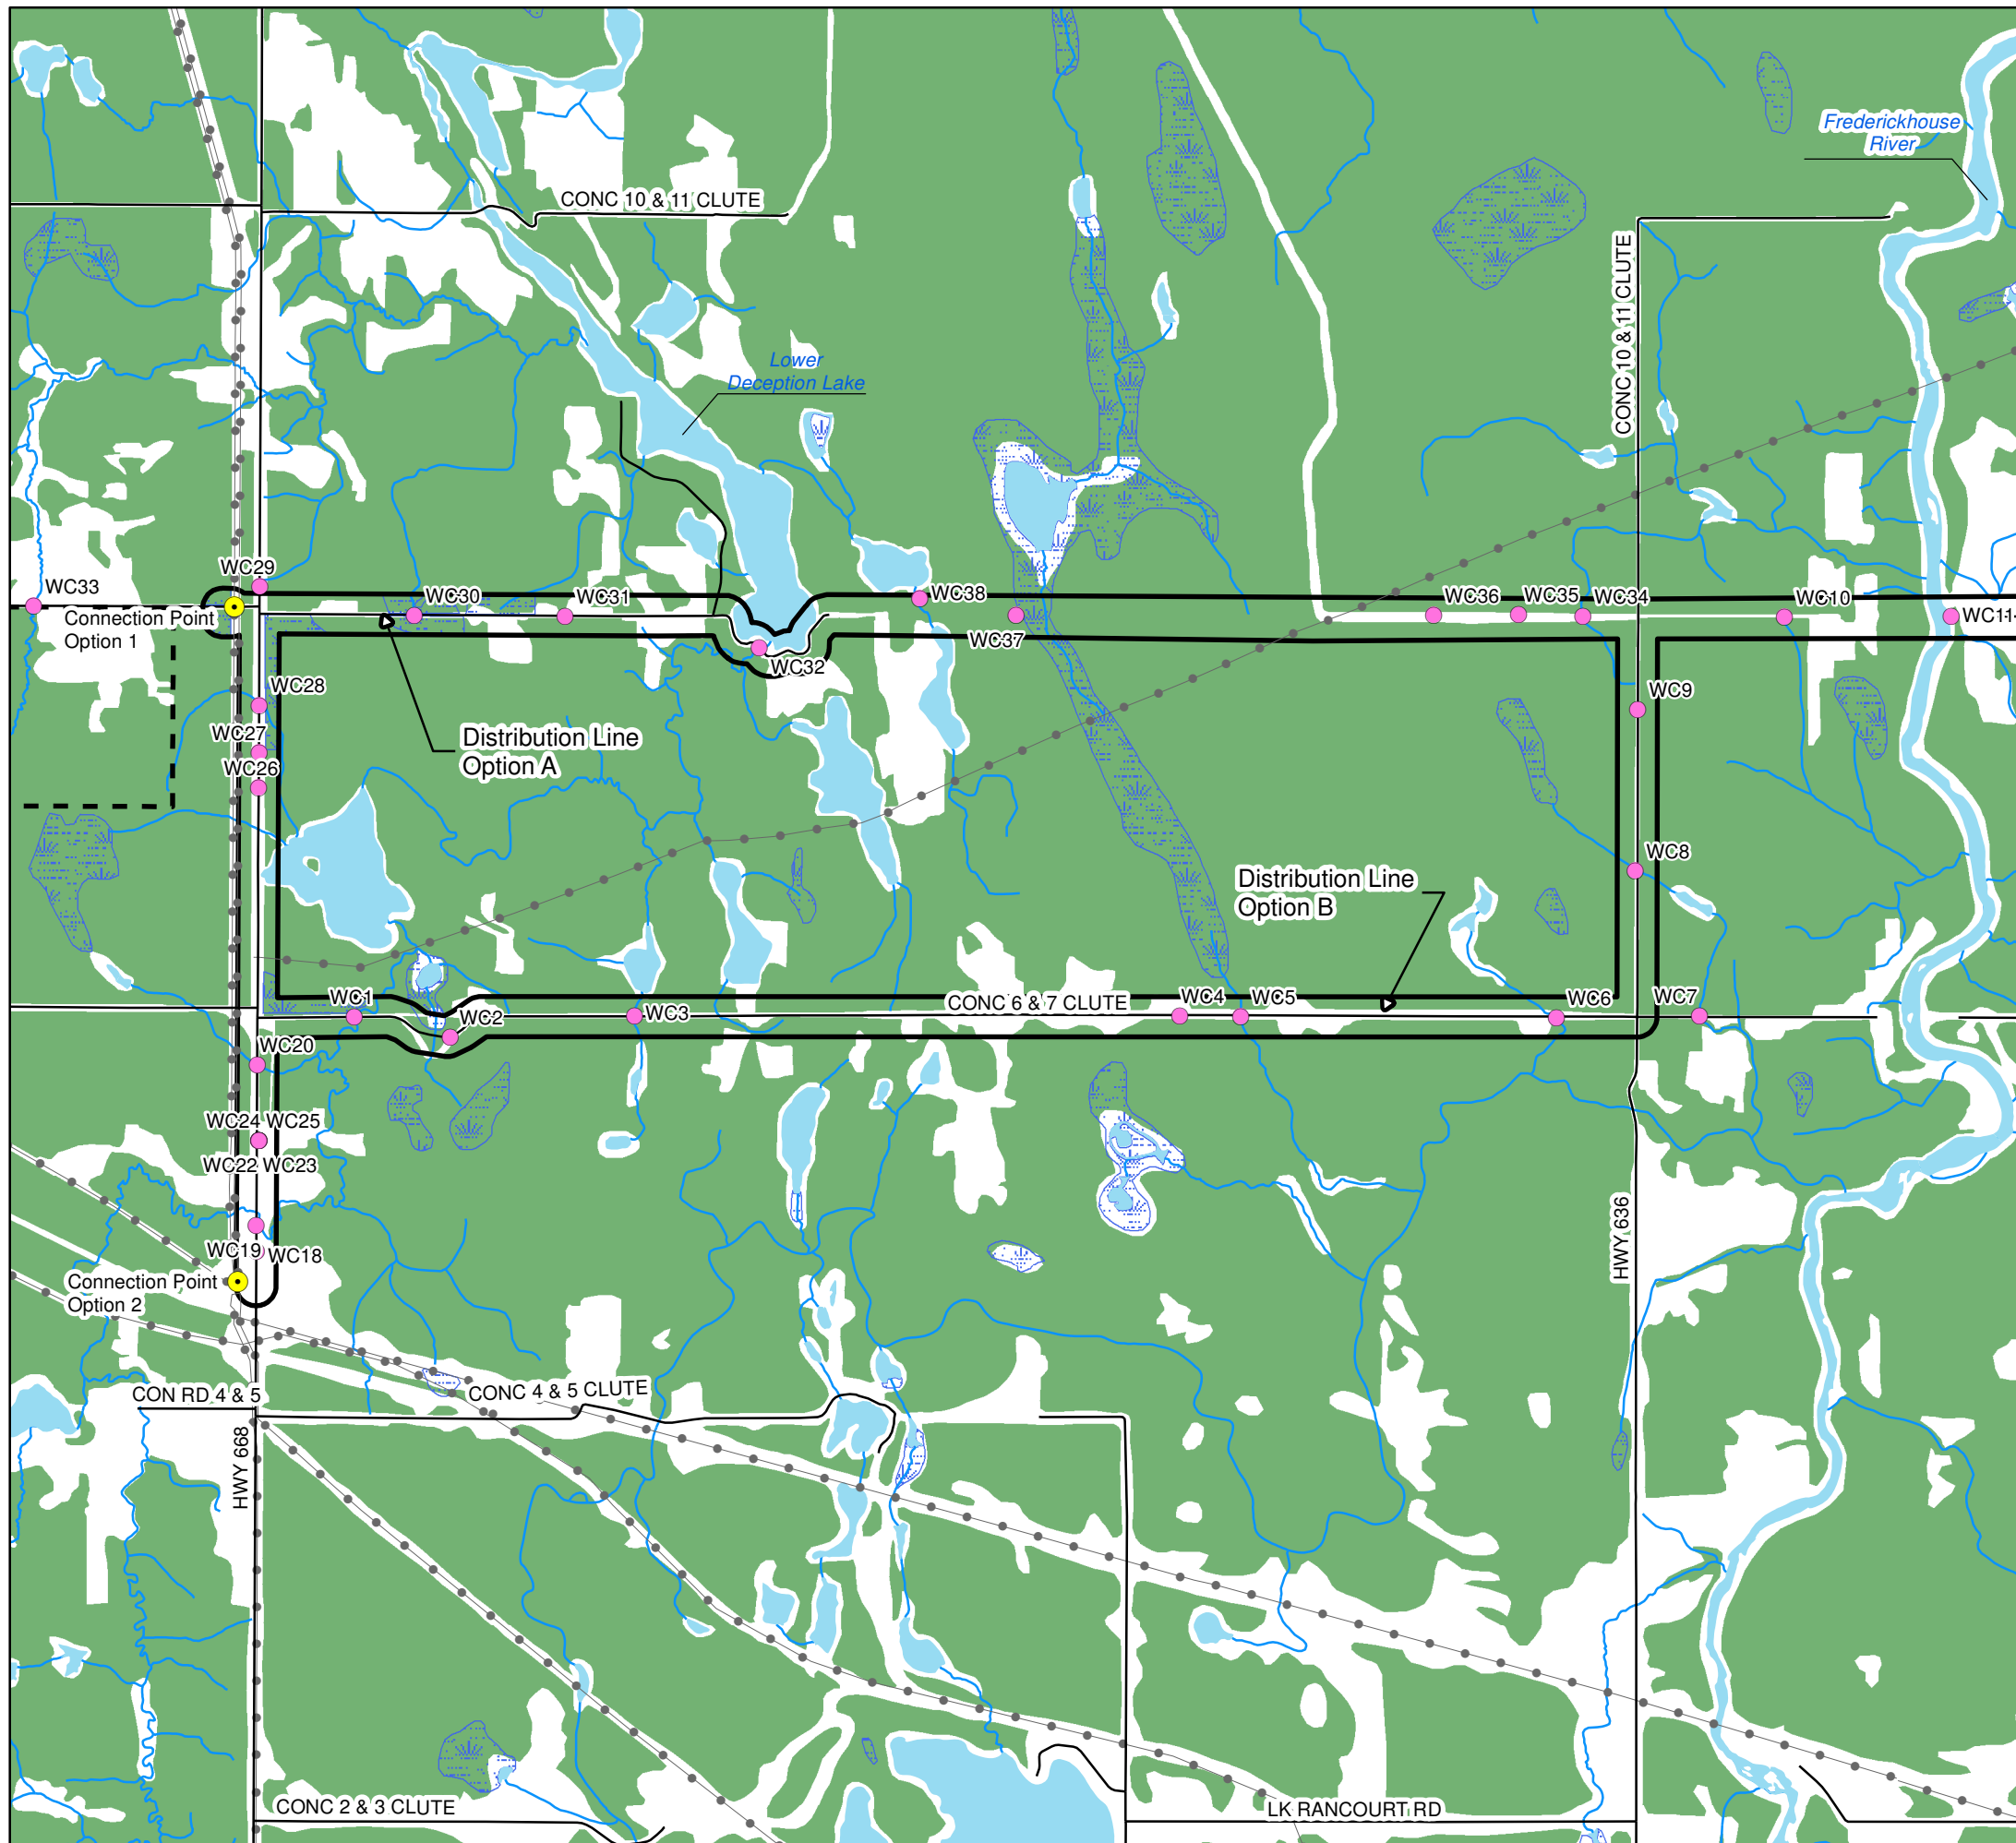 Frederickhouse
River
CONC 10 & 11 CLUTE
CONC 10 & 11 CLUTE
Lower
Deception Lake
WC29
WC33
WC30
WC31
WC38
WC36
WC35
WC34
WC10
WC11
Connection Point
Option 1
WC37
WC32
WC28
WC9
WC27
Distribution Line
Option A
WC26
WC8
Distribution Line
Option B
WC1
CONC 6 & 7 CLUTE
WC4
WC5
WC6
WC7
WC2
WC3
WC20
WC24
WC25
WC22
WC23
HWY 636
WC19
WC18
Connection Point
Option 2
CON RD 4 & 5
CONC 4 & 5 CLUTE
HWY 668
CONC 2 & 3 CLUTE
LK RANCOURT RD